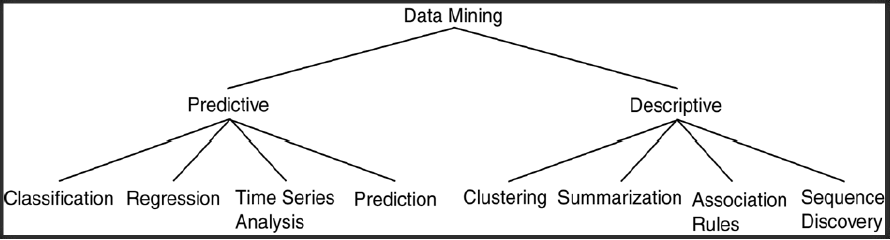 Data Mining
Predictive
Descriptive
Classification
Regression
Time Series
Analysis
Prediction
Clustering
Summarization
Association
Rules
Sequence
Discovery